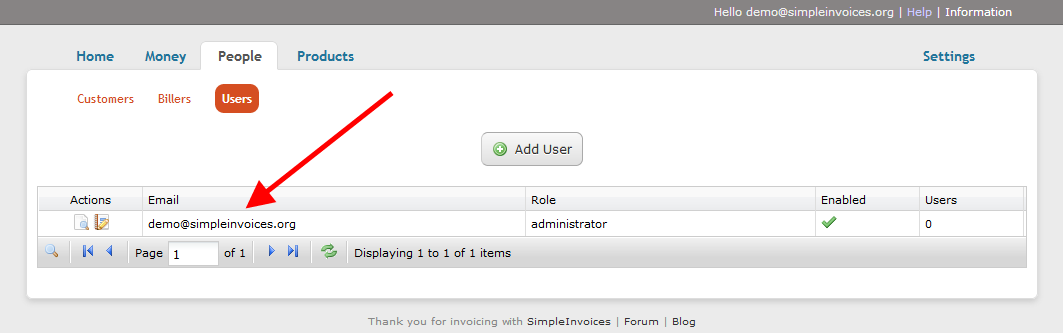 Hello demo@simpleinvoices.org | Help | Information
Home Money People Products Settings
Customers Billers Users
Add User
Actions Email Role Enabled Users
demo@simpleinvoices.org administrator 0
Page 1 of 1 Displaying 1 to 1 of 1 items
Thank you for invoicing with SimpleInvoices | Forum | Blog